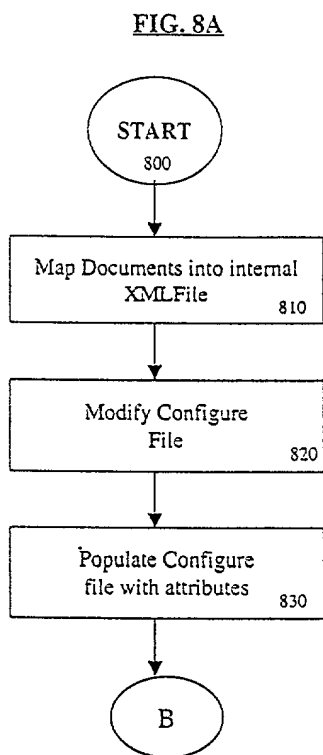 FIG. 8A
START
800
Map Documents into internal
XMLFile
810
Modify Configure
File
820
Populate Configure
file with attributes
830
B